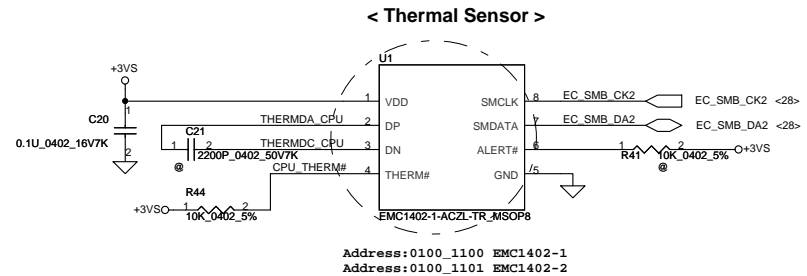 < Thermal Sensor >
U1
+3VS
C20
0.1U_0402_16V7K
1
2
1 VDD
2 DP
3 DN
4 THERM#
SMCLK 8
SMDATA 7
ALERT# 6
GND 5
THERMDA_CPU
C21
1 2
THERMDC_CPU
2200P_0402_50V7K
@
CPU_THERM#
R44
+3VS 1 2
10K_0402_5%
EC_SMB_CK2 EC_SMB_CK2 <28>
EC_SMB_DA2 EC_SMB_DA2 <28>
1 2 +3VS
R41 10K_0402_5%
@
EMC1402-1-ACZL-TR_MSOP8
Address:0100_1100 EMC1402-1
Address:0100_1101 EMC1402-2